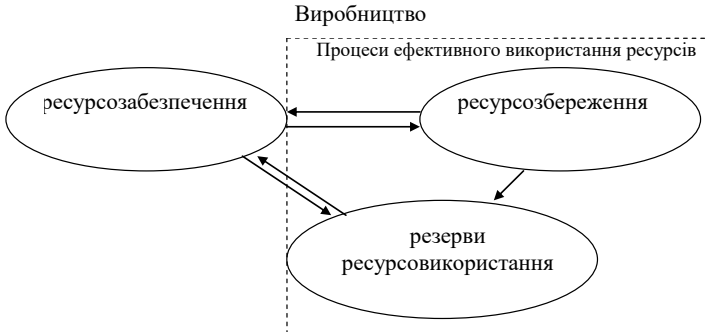 Виробництво
Процеси ефективного використання ресурсів
ресурсозабезпечення
ресурсозбереження
резерви
ресурсовикористання